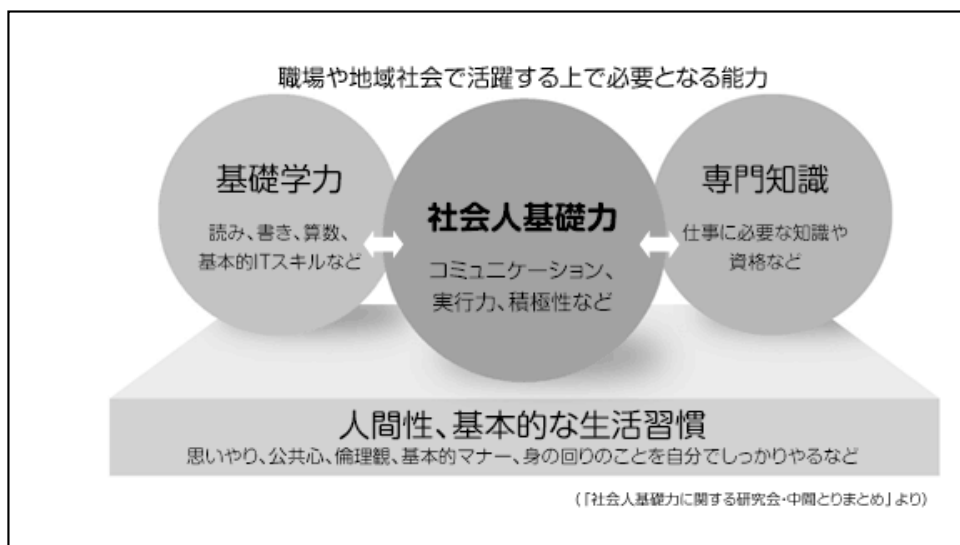 職場や地域社会で活躍する上で必要となる能力
基礎学力
読み、書き、算数、
基本的ITスキルなど
社会人基礎力
コミュニケーション、
実行力、積極性など
専門知識
仕事に必要な知識や
資格など
人間性、基本的な生活習慣
思いやり、公共心、倫理観、基本的マナー、身の回りのことを自分でしっかりやるなど
(「社会人基礎力に関する研究会・中間とりまとめ」より)